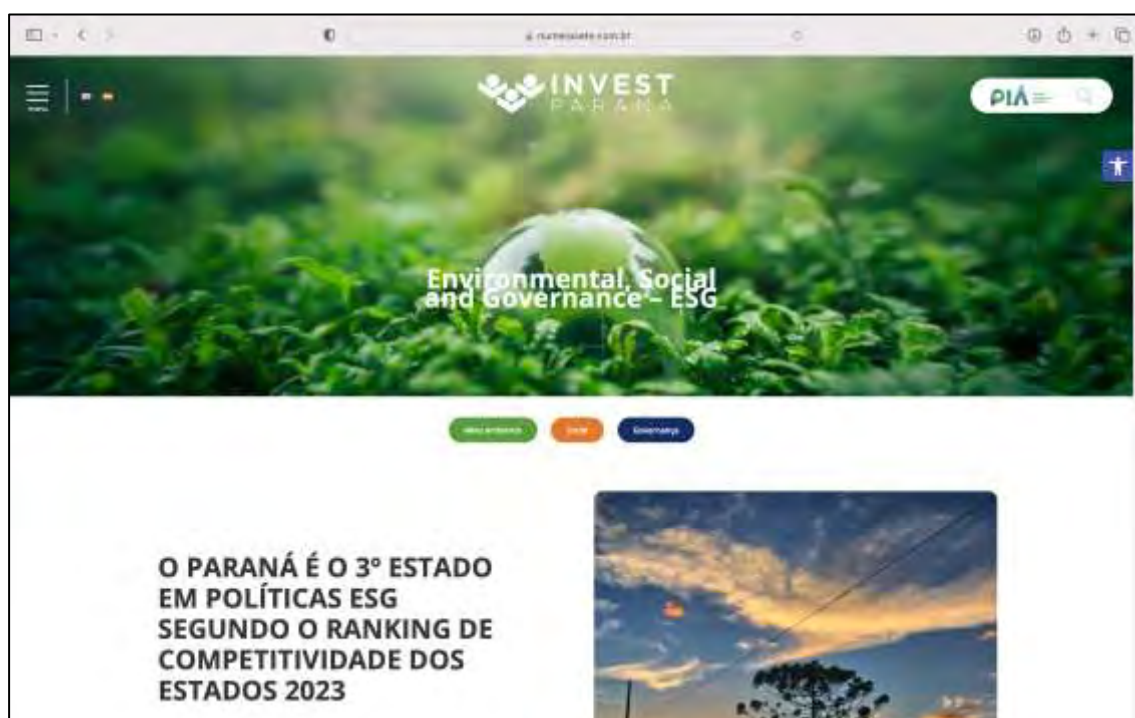 INVEST
PARANÁ
PIÁ
Environmental, Social
and Governance – ESG
Social
Governança
O PARANÁ É O 3º ESTADO
EM POLÍTICAS ESG
SEGUNDO O RANKING DE
COMPETITIVIDADE DOS
ESTADOS 2023